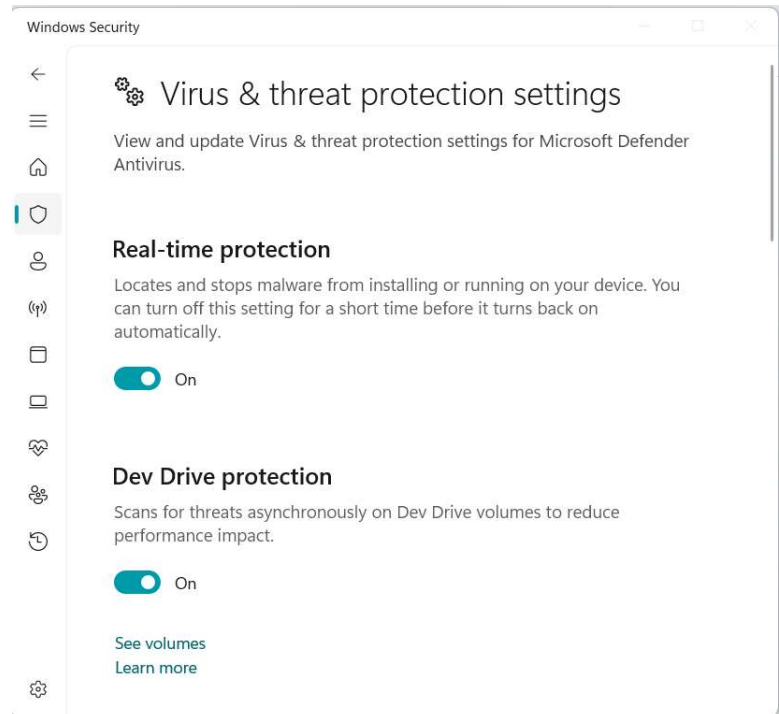 Windows Security
Virus & threat protection settings
View and update Virus & threat protection settings for Microsoft Defender
Antivirus.
Real-time protection
Locates and stops malware from installing or running on your device. You
can turn off this setting for a short time before it turns back on
automatically.
On
Dev Drive protection
Scans for threats asynchronously on Dev Drive volumes to reduce
performance impact.
On
See volumes
Learn more